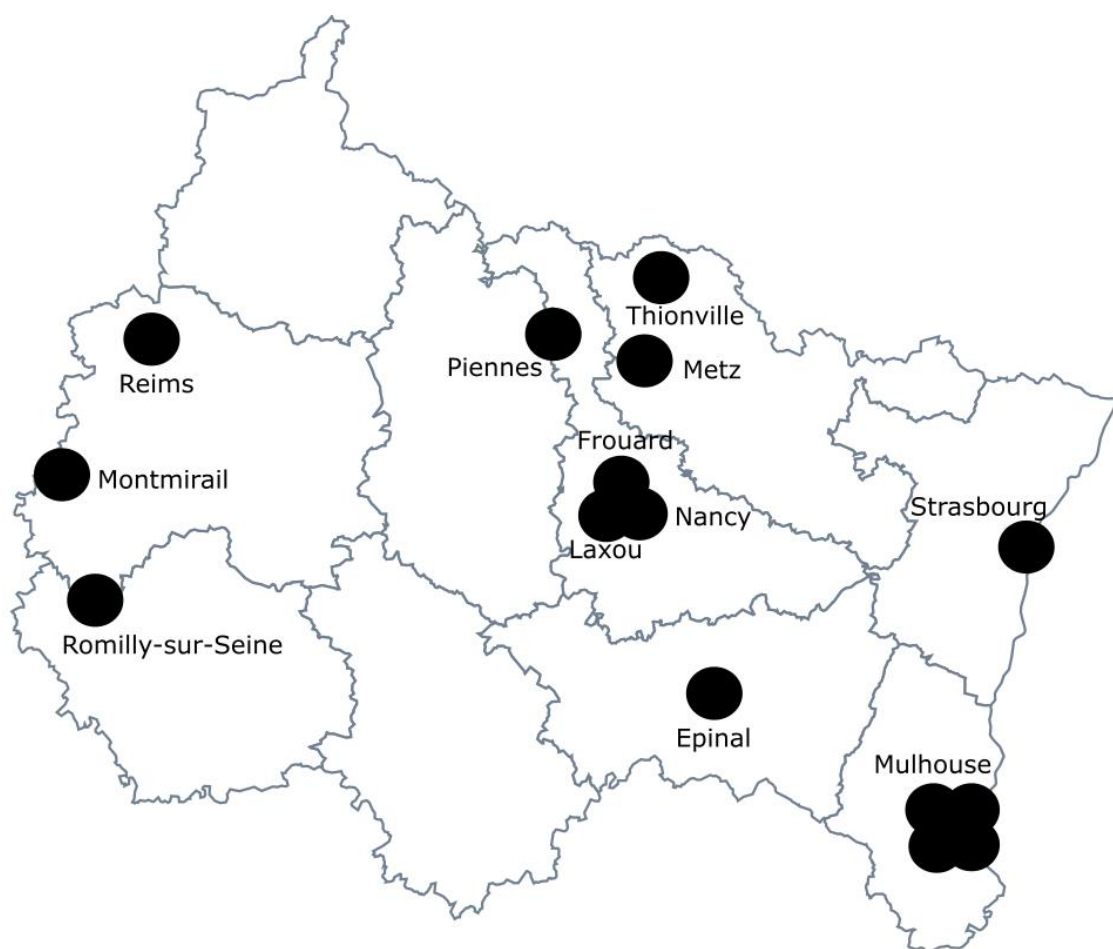 Thionville
Reims
Piennes
Metz
Montmirail
Frouard
Nancy
Laxou
Strasbourg
Romilly-sur-Seine
Epinal
Mulhouse